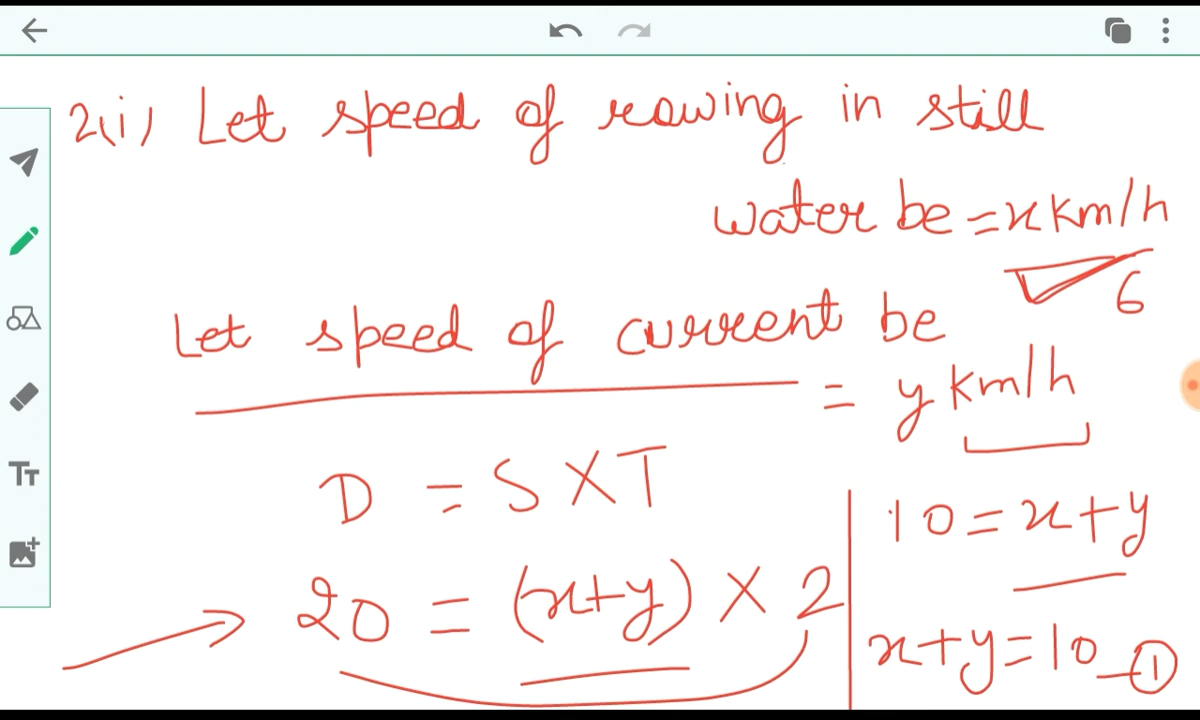 2(i) Let speed of rowing in still
water be = x km/h
6
Let speed of current be
= y km/h
D = S X T
20 = (x+y) X 2
10 = x+y
x+y=10 ①
TT